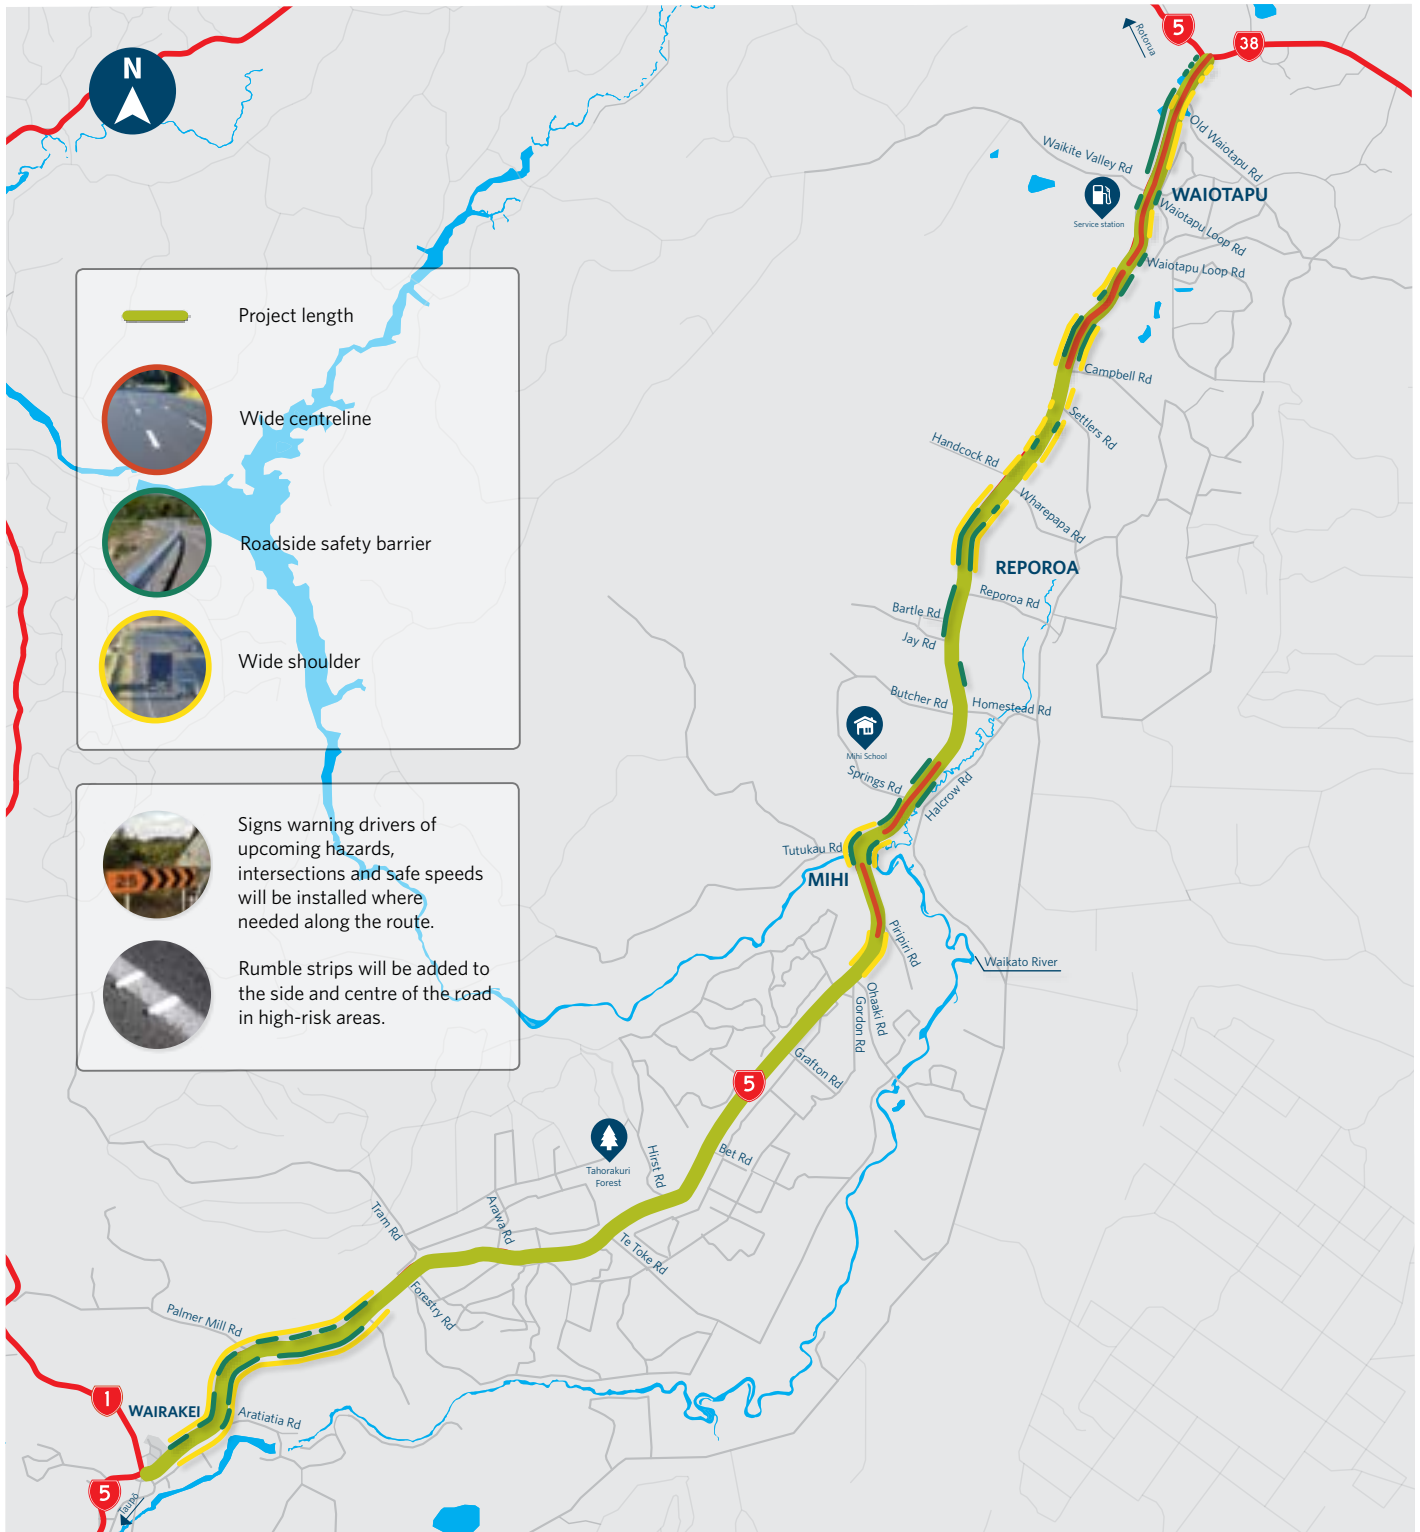 N
Rotorua
5
38
Old Waiotapu Rd
Waikite Valley Rd
WAIOTAPU
Service station
Waiotapu Loop Rd
Waiotapu Loop Rd
Project length
Wide centreline
Roadside safety barrier
Wide shoulder
Campbell Rd
Settlers Rd
Handcock Rd
Wharepapa Rd
REPOROA
Reporoa Rd
Bartle Rd
Jay Rd
Butcher Rd
Homestead Rd
Mihi School
Springs Rd
Halcrow Rd
Tutukau Rd
MIHI
Signs warning drivers of
upcoming hazards,
intersections and safe speeds
will be installed where
needed along the route.
Rumble strips will be added to
the side and centre of the road
in high-risk areas.
Piripiri Rd
Waikato River
Ohaaki Rd
Gordon Rd
Grafton Rd
5
Tahorakuri
Forest
Hirst Rd
Bet Rd
Tram Rd
Arawa Rd
Te Toke Rd
Forestry Rd
Palmer Mill Rd
1
WAIRAKEI
Aratiatia Rd
5
Taupō